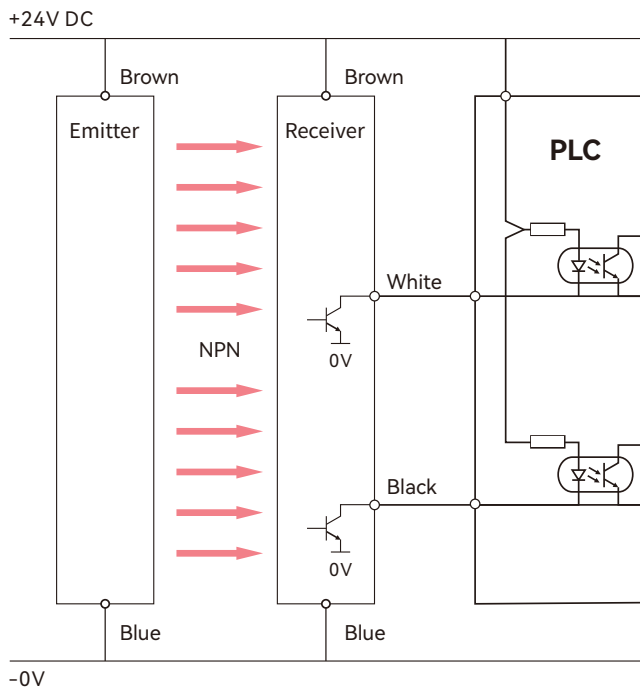 +24V DC
Brown
Brown
Emitter
Receiver
PLC
White
NPN
0V
Black
0V
Blue
Blue
-0V